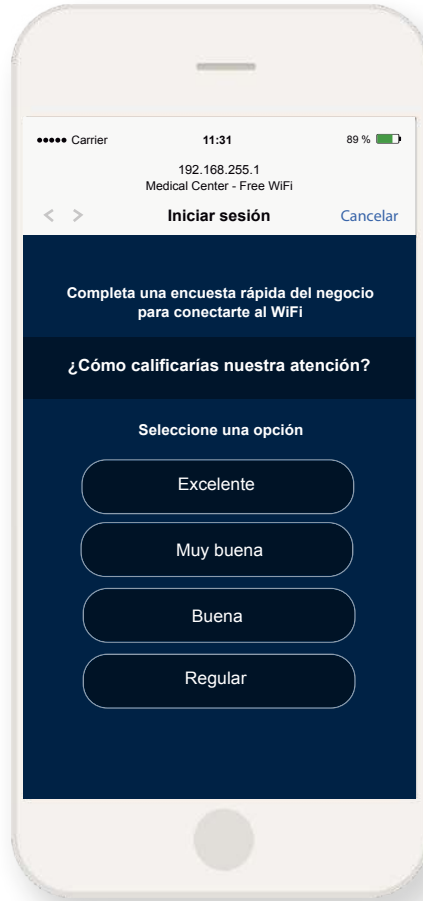 Carrier 11:31 89 %
192.168.255.1
Medical Center - Free WiFi
< > Iniciar sesión Cancelar
Completa una encuesta rápida del negocio
para conectarte al WiFi
¿Cómo calificarías nuestra atención?
Seleccione una opción
Excelente
Muy buena
Buena
Regular